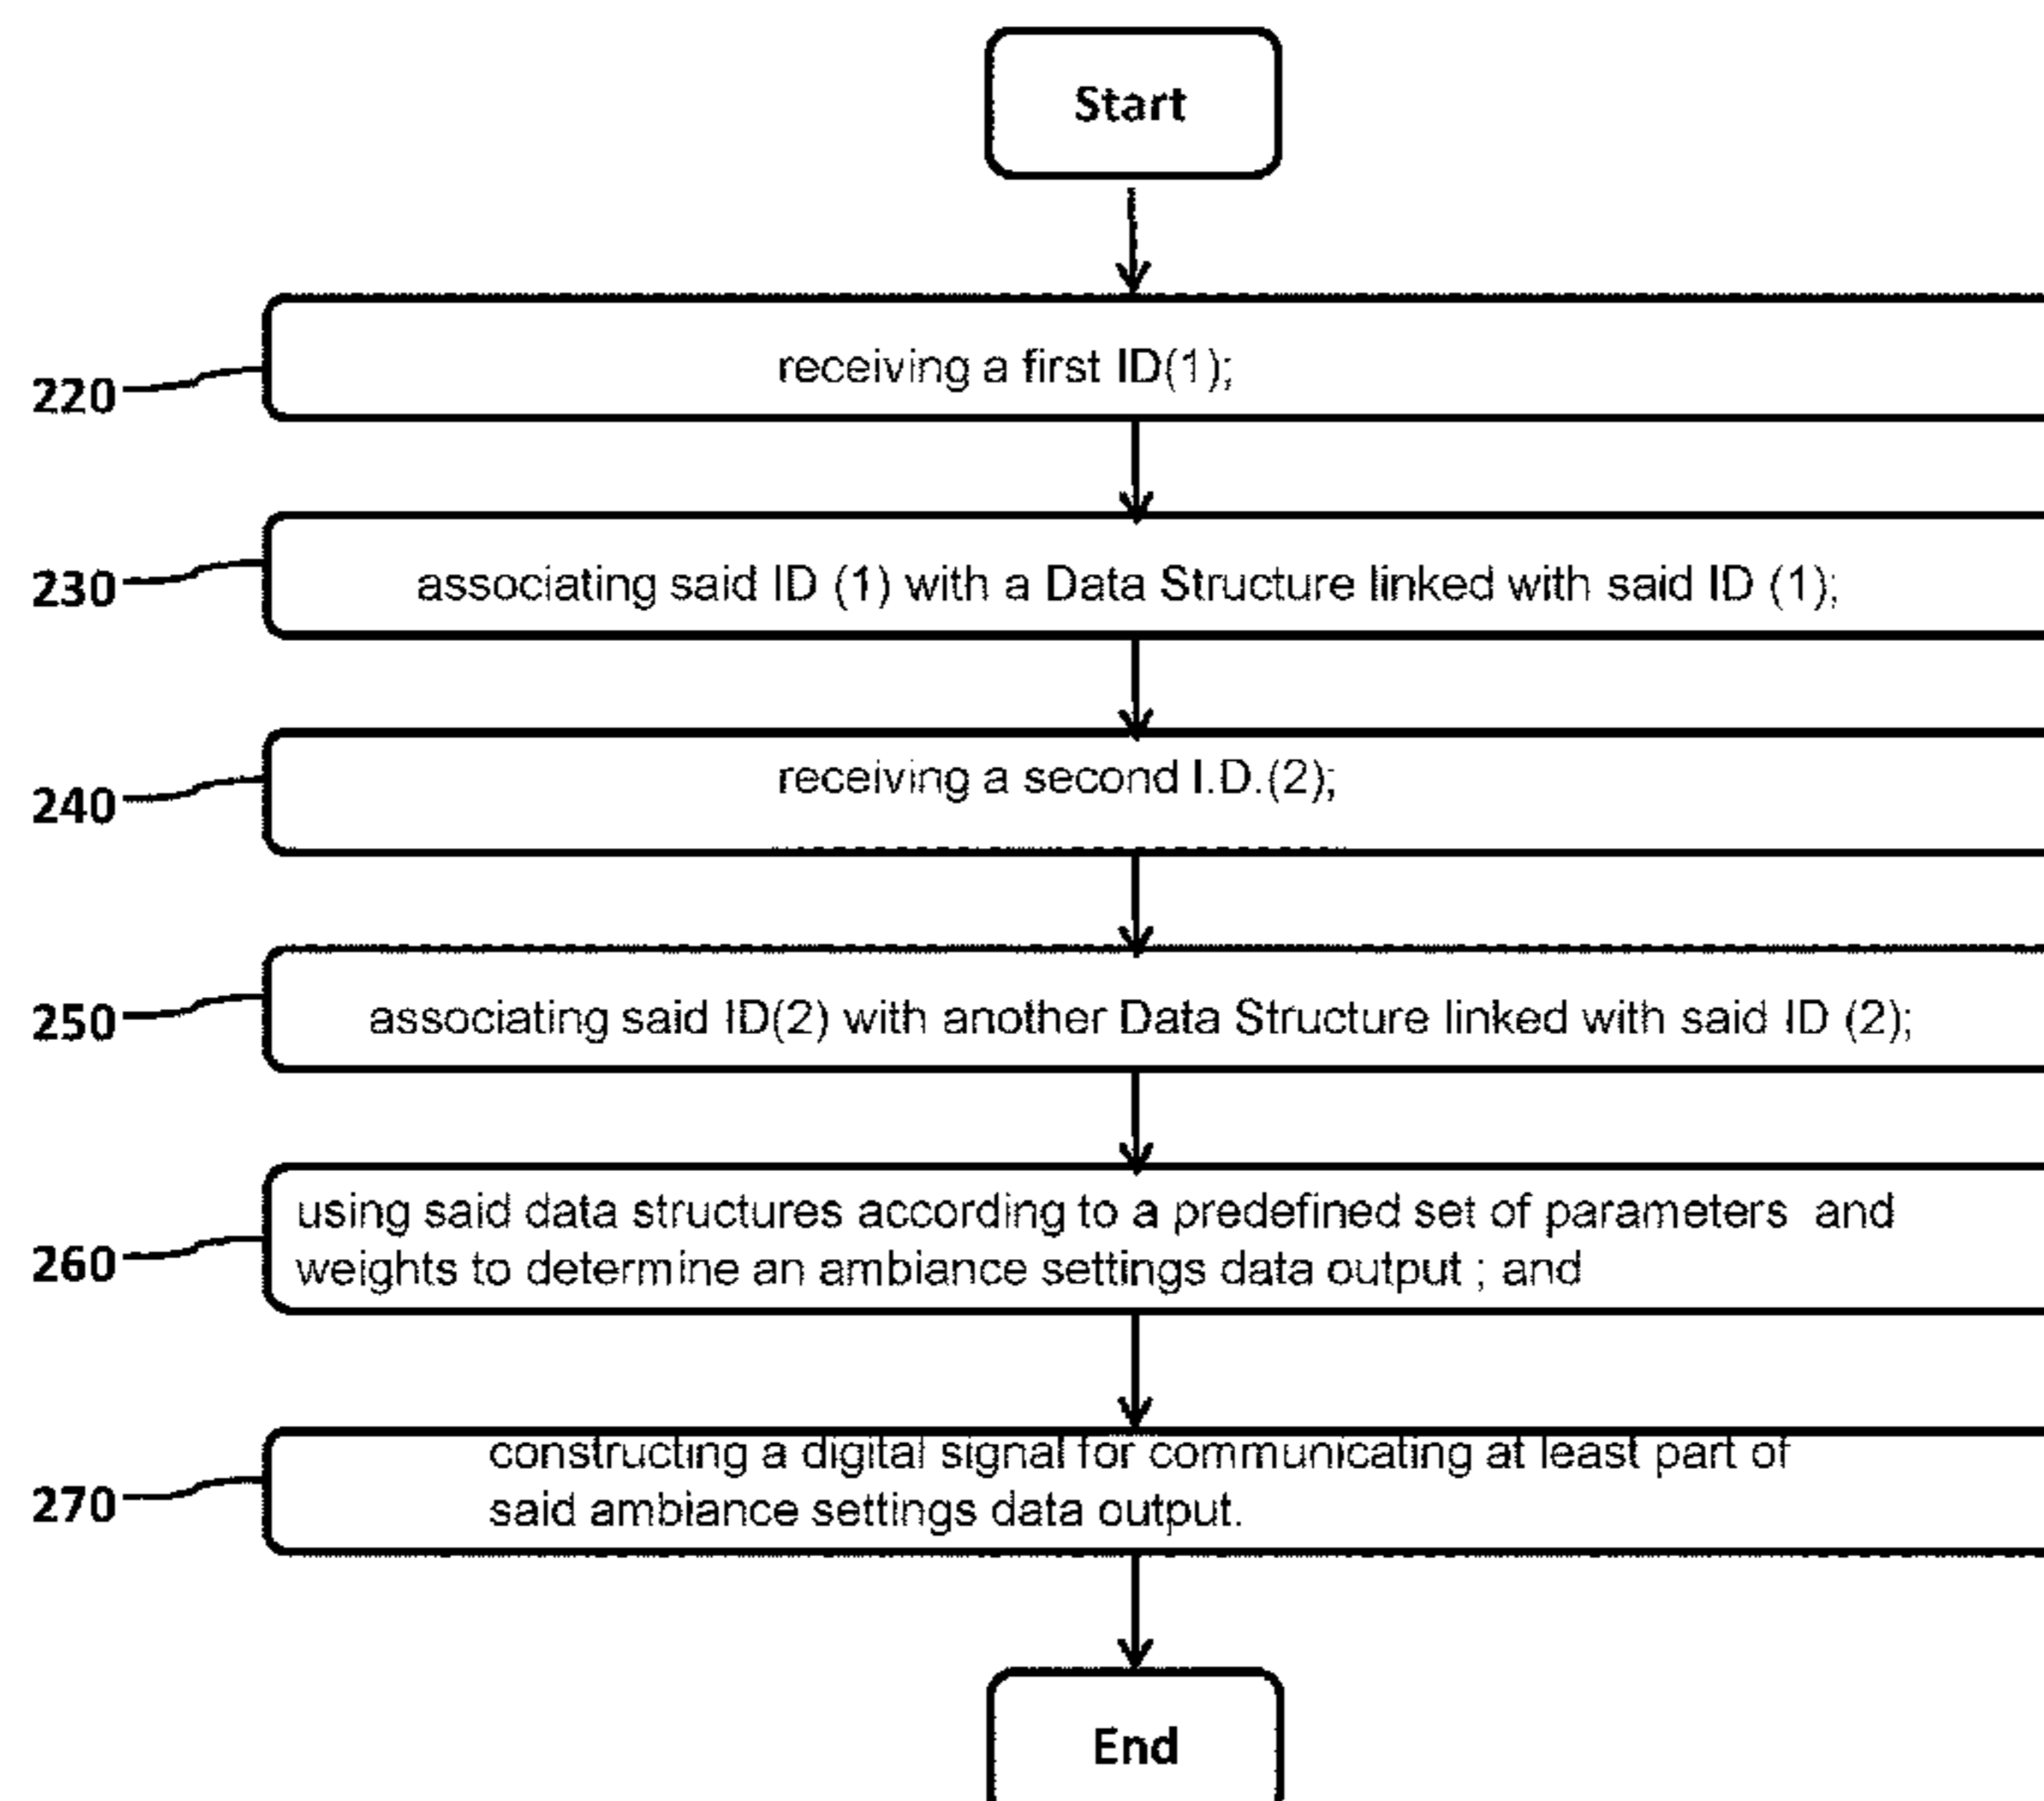 Start
220
receiving a first ID(1);
230
associating said ID (1) with a Data Structure linked with said ID (1);
240
receiving a second I.D.(2);
250
associating said ID(2) with another Data Structure linked with said ID (2);
260
using said data structures according to a predefined set of parameters and
weights to determine an ambiance settings data output ; and
270
constructing a digital signal for communicating at least part of
said ambiance settings data output.
End